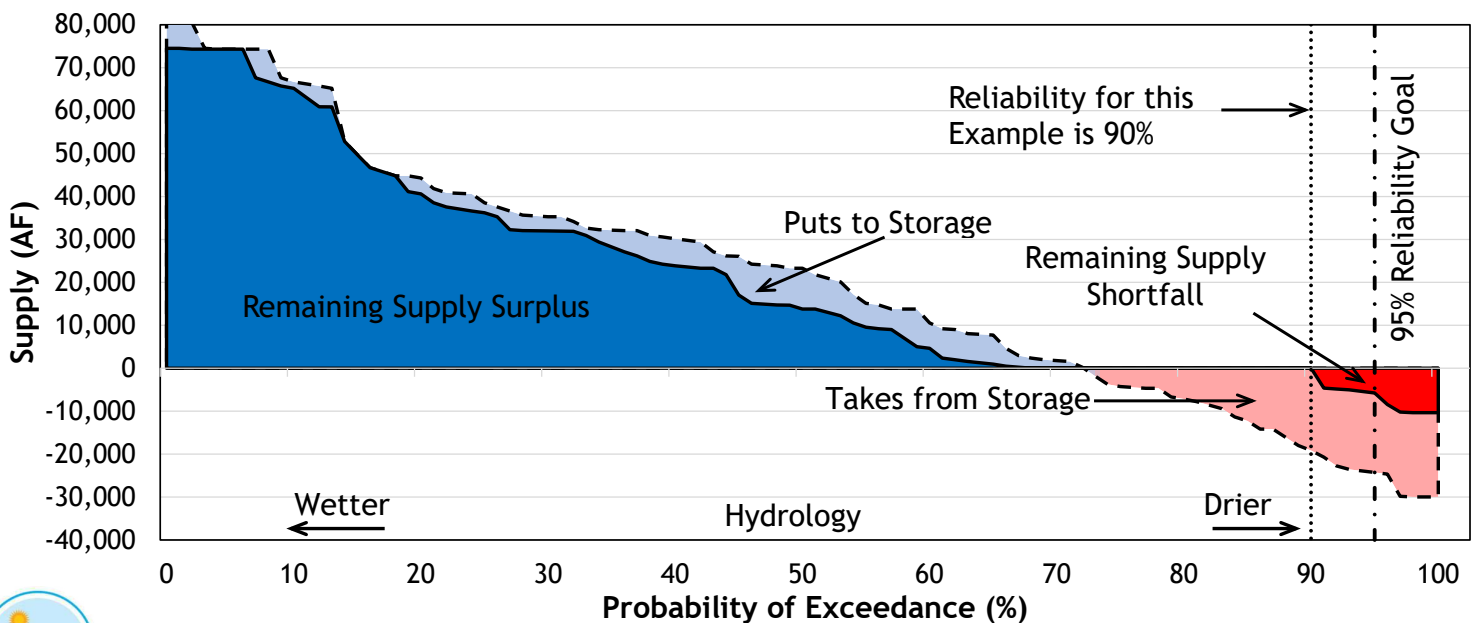 80,000
70,000
60,000
50,000
40,000
30,000
20,000
10,000
0
-10,000
-20,000
-30,000
-40,000
Supply (AF)
Reliability for this
Example is 90%
95% Reliability Goal
Puts to Storage
Remaining Supply
Shortfall
Remaining Supply Surplus
Takes from Storage
Wetter
Hydrology
Drier
0 10 20 30 40 50 60 70 80 90 100
Probability of Exceedance (%)